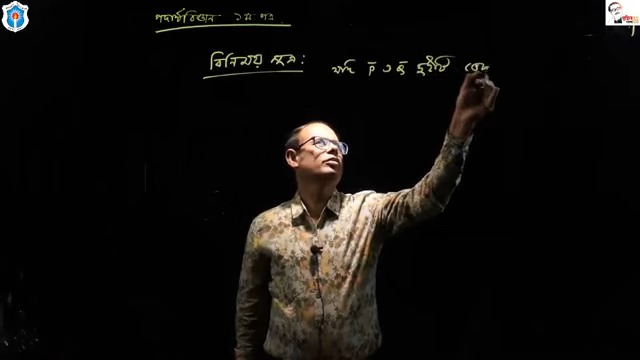 পদার্থবিজ্ঞান ১ম পত্র
বিনিময় সূত্র: যদি P̄ ও Q̄ দুইটি